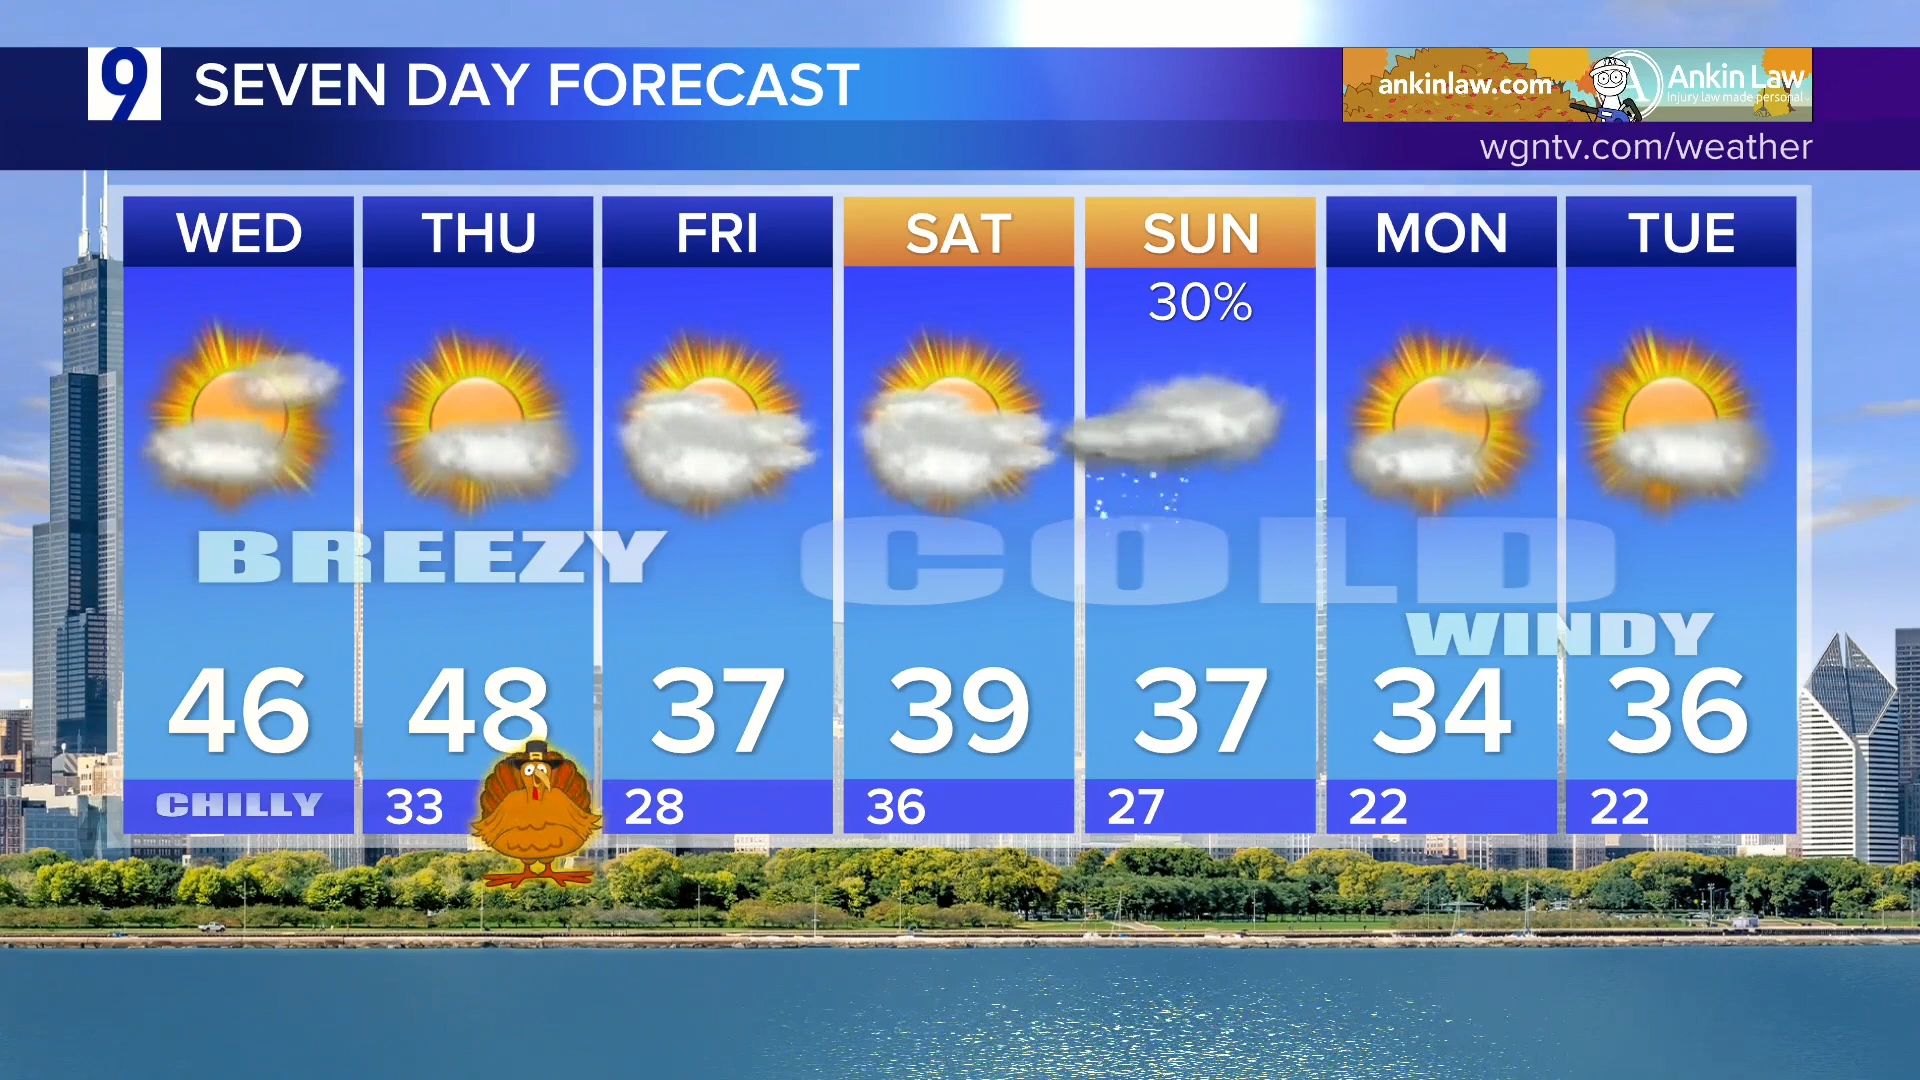 9 SEVEN DAY FORECAST
ankinlaw.com
Ankin Law
Injury law made personal
wgntv.com/weather
WED THU FRI SAT SUN MON TUE
30%
BREEZY COLD
WINDY
46 48 37 39 37 34 36
CHILLY 33 28 36 27 22 22